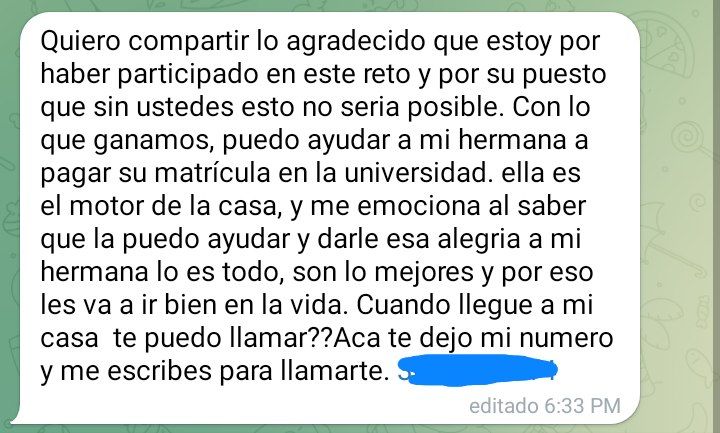 Quiero compartir lo agradecido que estoy por
haber participado en este reto y por su puesto
que sin ustedes esto no seria posible. Con lo
que ganamos, puedo ayudar a mi hermana a
pagar su matrícula en la universidad. ella es
el motor de la casa, y me emociona al saber
que la puedo ayudar y darle esa alegria a mi
hermana lo es todo, son lo mejores y por eso
les va a ir bien en la vida. Cuando llegue a mi
casa  te puedo llamar??Aca te dejo mi numero
y me escribes para llamarte.
editado 6:33 PM